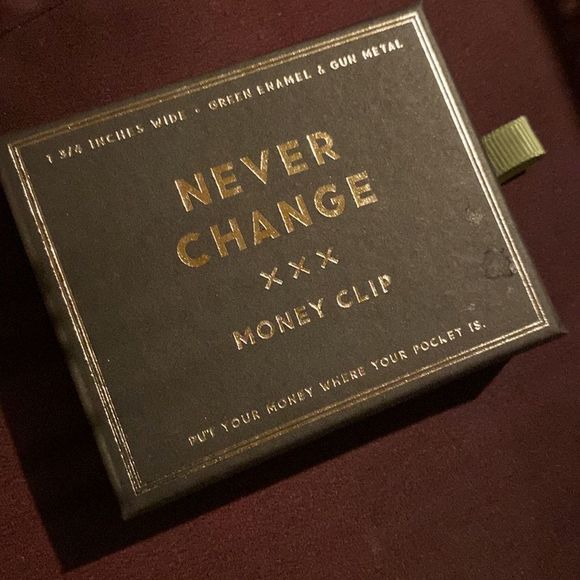 1 3/4 INCHES WIDE • GREEN ENAMEL & GUN METAL
NEVER
CHANGE
XXX
MONEY CLIP
PUT YOUR MONEY WHERE YOUR POCKET IS.